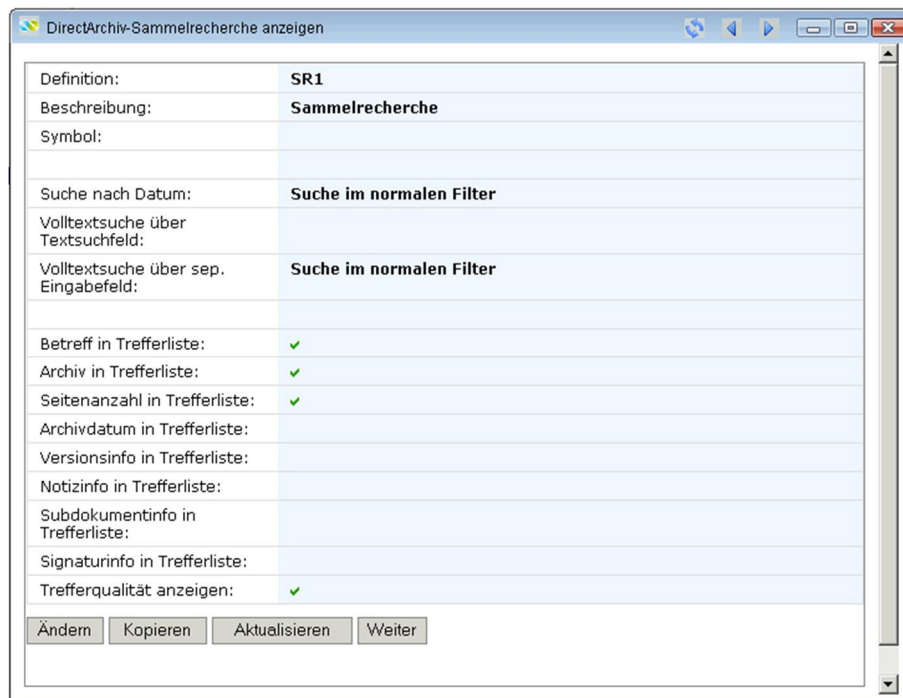 DirectArchiv-Sammelrecherche anzeigen
Definition: SR1
Beschreibung: Sammelrecherche
Symbol:
Suche nach Datum: Suche im normalen Filter
Volltextsuche über
Textsuchfeld:
Volltextsuche über sep. Suche im normalen Filter
Eingabefeld:
Betreff in Trefferliste: ✔
Archiv in Trefferliste: ✔
Seitenanzahl in Trefferliste: ✔
Archivdatum in Trefferliste:
Versionsinfo in Trefferliste:
Notizinfo in Trefferliste:
Subdokumentinfo in
Trefferliste:
Signaturinfo in Trefferliste:
Trefferqualität anzeigen: ✔
Ändern Kopieren Aktualisieren Weiter